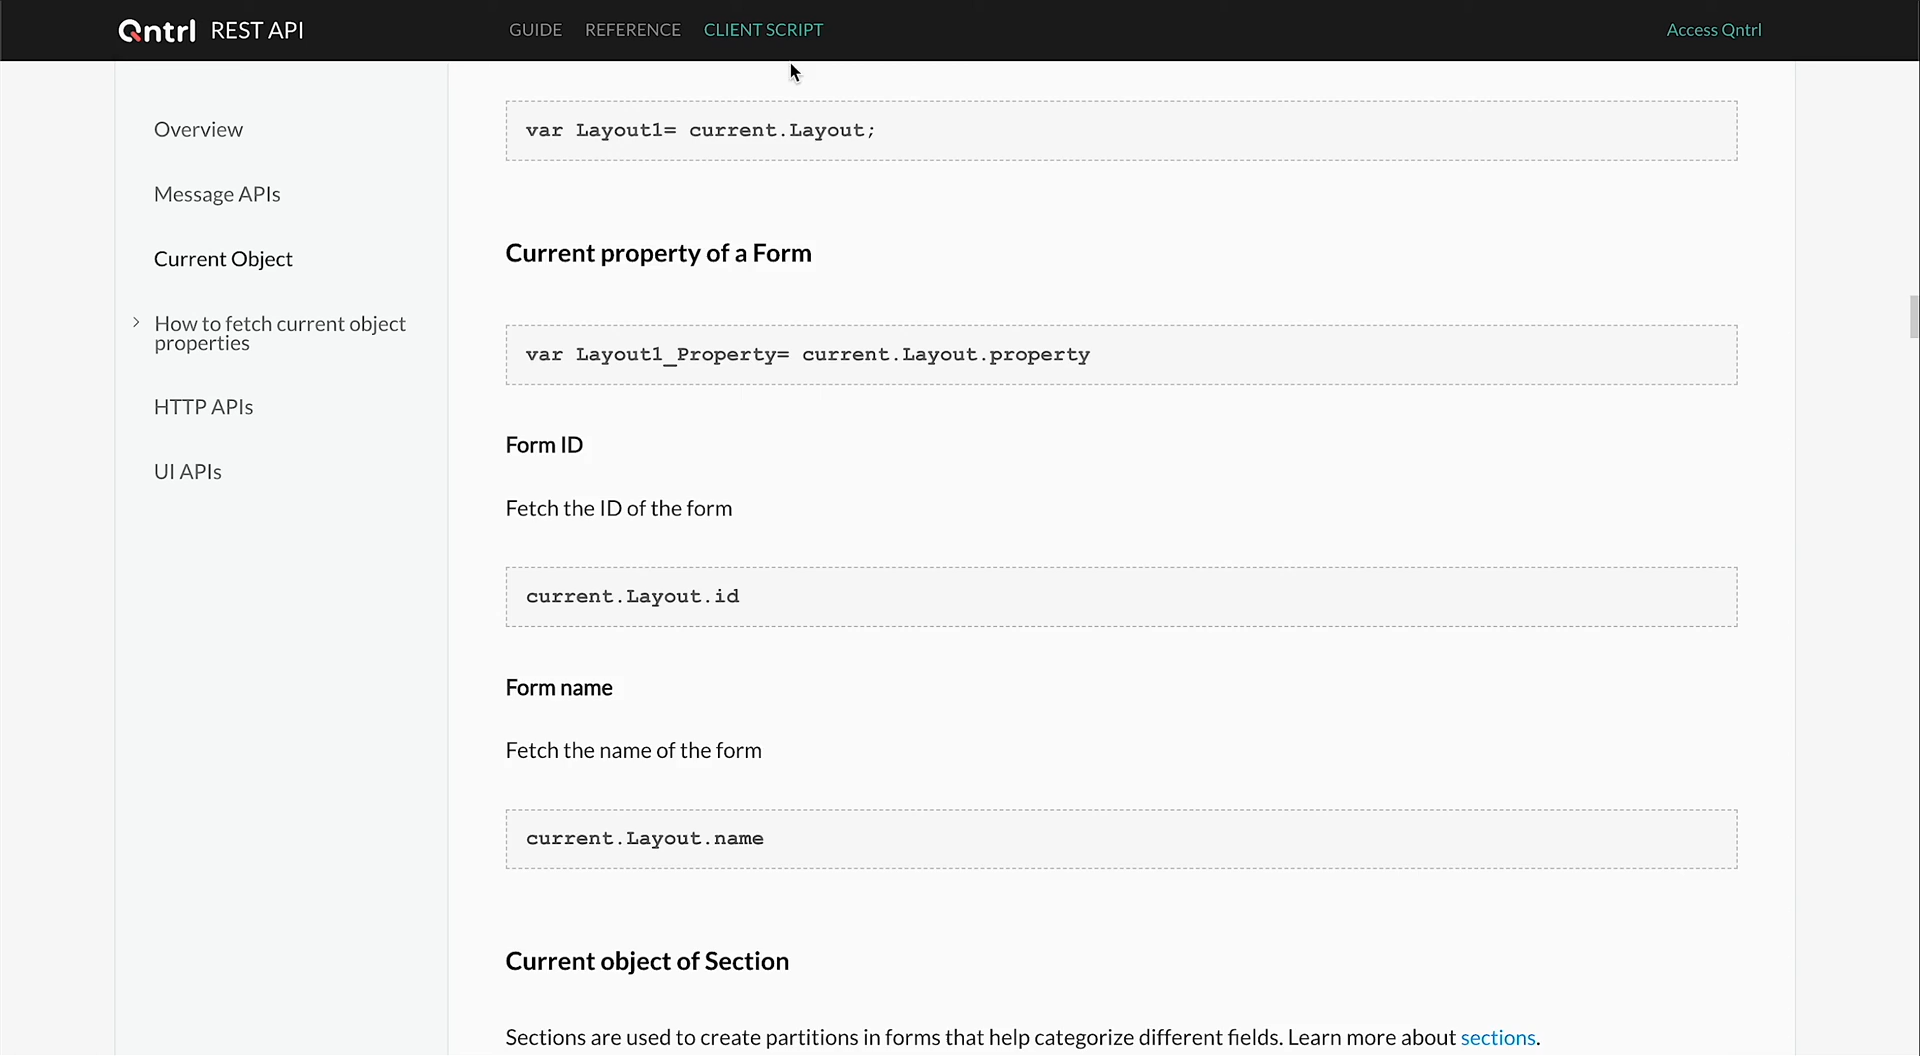 Qntrl REST API
GUIDE REFERENCE CLIENT SCRIPT
Access Qntrl
Overview
Message APIs
Current Object
How to fetch current object
properties
HTTP APIs
UI APIs
var Layout1= current.Layout;
Current property of a Form
var Layout1_Property= current.Layout.property
Form ID
Fetch the ID of the form
current.Layout.id
Form name
Fetch the name of the form
current.Layout.name
Current object of Section
Sections are used to create partitions in forms that help categorize different fields. Learn more about sections.